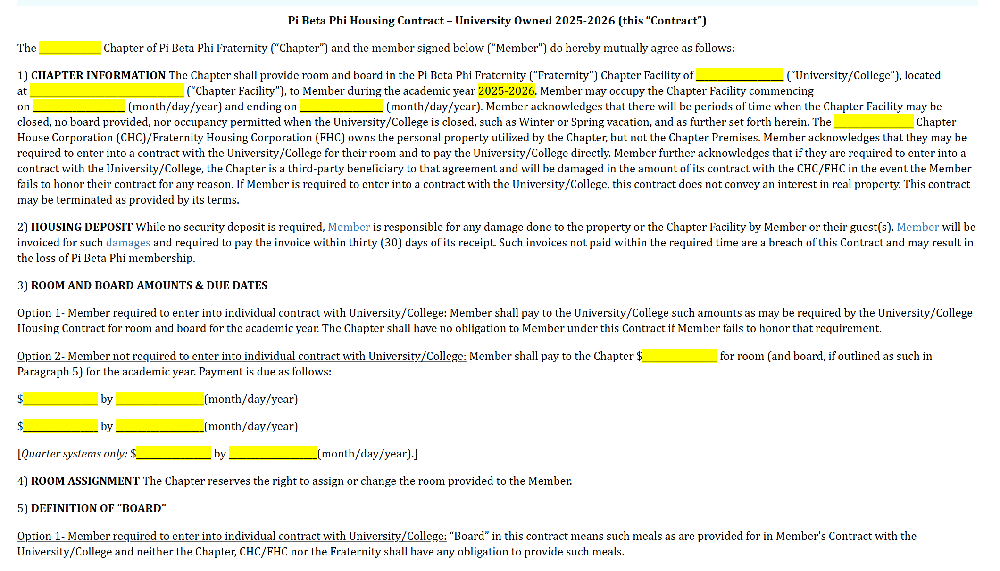 Pi Beta Phi Housing Contract – University Owned 2025-2026 (this “Contract”)
The ______________ Chapter of Pi Beta Phi Fraternity (“Chapter”) and the member signed below (“Member”) do hereby mutually agree as follows:
1) CHAPTER INFORMATION The Chapter shall provide room and board in the Pi Beta Phi Fraternity (“Fraternity”) Chapter Facility of ____________________ (“University/College”), located
at ___________________________________ (“Chapter Facility”), to Member during the academic year 2025-2026. Member may occupy the Chapter Facility commencing
on _____________________ (month/day/year) and ending on ___________________ (month/day/year). Member acknowledges that there will be periods of time when the Chapter Facility may be
closed, no board provided, nor occupancy permitted when the University/College is closed, such as Winter or Spring vacation, and as further set forth herein. The __________________ Chapter
House Corporation (CHC)/Fraternity Housing Corporation (FHC) owns the personal property utilized by the Chapter, but not the Chapter Premises. Member acknowledges that they may be
required to enter into a contract with the University/College for their room and to pay the University/College directly. Member further acknowledges that if they are required to enter into a
contract with the University/College, the Chapter is a third-party beneficiary to that agreement and will be damaged in the amount of its contract with the CHC/FHC in the event the Member
fails to honor their contract for any reason. If Member is required to enter into a contract with the University/College, this contract does not convey an interest in real property. This contract
may be terminated as provided by its terms.
2) HOUSING DEPOSIT While no security deposit is required, Member is responsible for any damage done to the property or the Chapter Facility by Member or their guest(s). Member will be
invoiced for such damages and required to pay the invoice within thirty (30) days of its receipt. Such invoices not paid within the required time are a breach of this Contract and may result in
the loss of Pi Beta Phi membership.
3) ROOM AND BOARD AMOUNTS & DUE DATES
Option 1- Member required to enter into individual contract with University/College: Member shall pay to the University/College such amounts as may be required by the University/College
Housing Contract for room and board for the academic year. The Chapter shall have no obligation to Member under this Contract if Member fails to honor that requirement.
Option 2- Member not required to enter into individual contract with University/College: Member shall pay to the Chapter $_________________ for room (and board, if outlined as such in
Paragraph 5) for the academic year. Payment is due as follows:
$_________________ by ____________________(month/day/year)
$_________________ by ____________________(month/day/year)
[Quarter systems only: $_________________ by ____________________(month/day/year).]
4) ROOM ASSIGNMENT The Chapter reserves the right to assign or change the room provided to the Member.
5) DEFINITION OF “BOARD”
Option 1- Member required to enter into individual contract with University/College: “Board” in this contract means such meals as are provided for in Member’s Contract with the
University/College and neither the Chapter, CHC/FHC nor the Fraternity shall have any obligation to provide such meals.